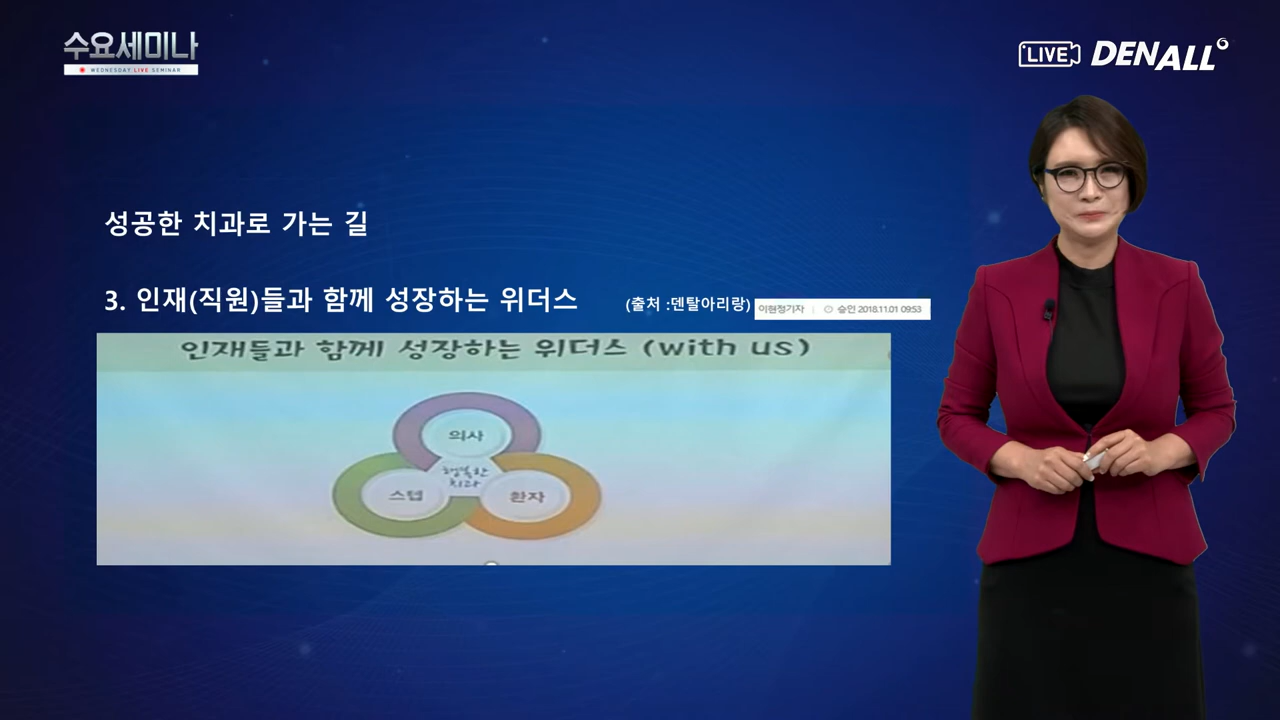 수요세미나
WEDNESDAY LIVE SEMINAR
LIVE DENALL
성공한 치과로 가는 길
3. 인재(직원)들과 함께 성장하는 위더스 (출처 :덴탈아리랑) 이현정기자 승인 2018.11.01 09:53
인재들과 함께 성장하는 위더스 (with us)
의사
행복한
치과
스텝
환자